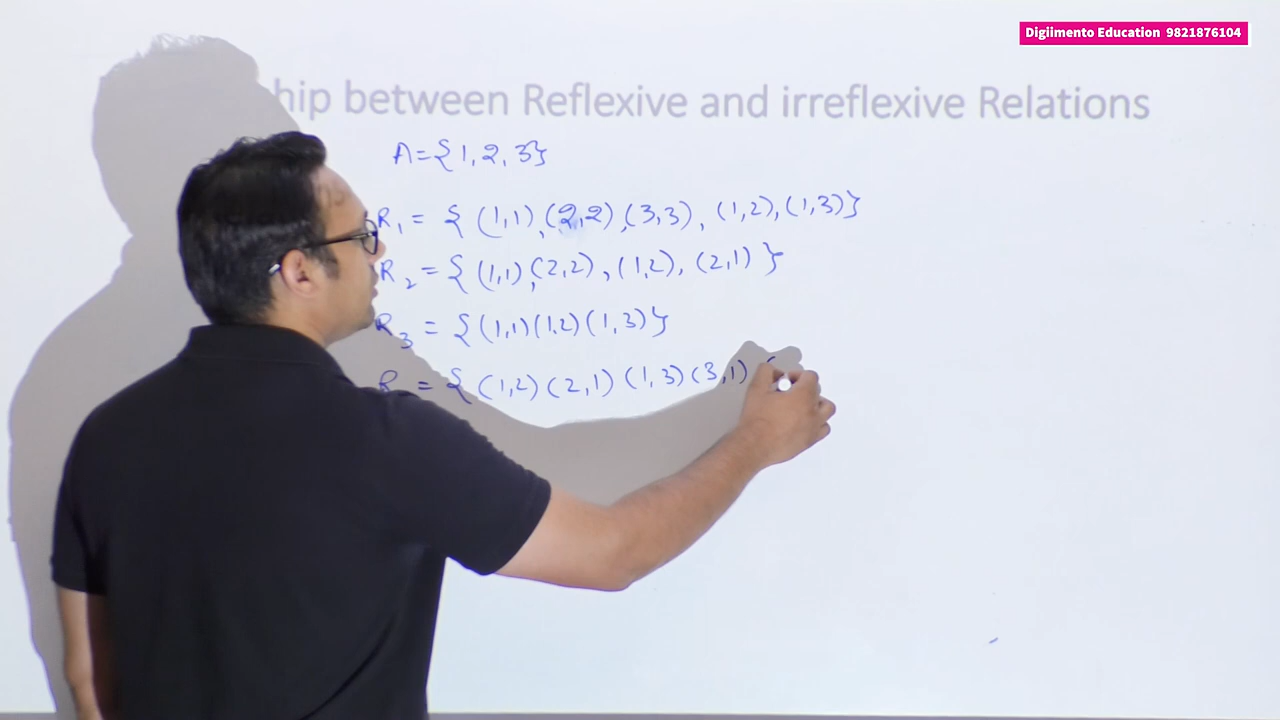 Digiimento Education 9821876104
hip between Reflexive and irreflexive Relations
A={1,2,3}
R1 = { (1,1),(2,2),(3,3), (1,2),(1,3)}
R2 = {(1,1),(2,2),(1,2),(2,1)}
R3 = {(1,1)(1,2)(1,3)}
R = { (1,2)(2,1)(1,3)(3,1) (